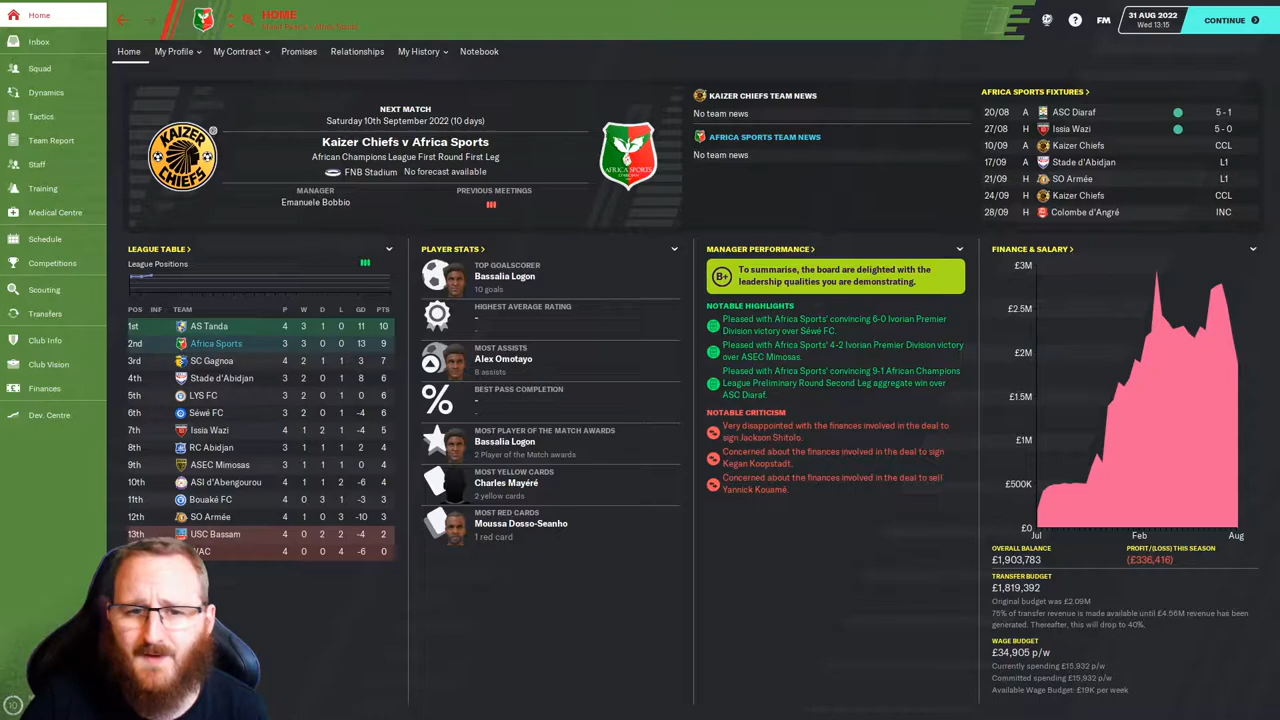 Home
Inbox
Squad
Dynamics
Tactics
Team Report
Staff
Training
Medical Centre
Schedule
Competitions
Scouting
Transfers
Club Info
Club Vision
Finances
Dev. Centre
HOME
31 AUG 2022
Wed 13:15
FM
CONTINUE
Home My Profile My Contract Promises Relationships My History Notebook
NEXT MATCH
Saturday 10th September 2022 (10 days)
Kaizer Chiefs v Africa Sports
African Champions League First Round First Leg
FNB Stadium No forecast available
MANAGER
Emanuele Bobbio
PREVIOUS MEETINGS
KAIZER CHIEFS
AFRICA SPORTS
KAIZER CHIEFS TEAM NEWS
No team news
AFRICA SPORTS TEAM NEWS
No team news
AFRICA SPORTS FIXTURES >
20/08 A ASC Diaraf 5 - 1
27/08 H Issia Wazi 5 - 0
10/09 A Kaizer Chiefs CCL
17/09 A Stade d'Abidjan L1
21/09 H SO Armée L1
24/09 H Kaizer Chiefs CCL
28/09 H Colombe d'Angré INC
LEAGUE TABLE >
League Positions
POS INF TEAM P W D L GD PTS
1st AS Tanda 4 3 1 0 11 10
2nd Africa Sports 3 3 0 0 13 9
3rd SC Gagnoa 4 2 1 1 3 7
4th Stade d'Abidjan 3 2 0 1 8 6
5th LYS FC 3 2 0 1 0 6
6th Séwé FC 3 2 0 1 -4 6
7th Issia Wazi 4 1 2 1 -4 5
8th RC Abidjan 3 1 1 1 2 4
9th ASEC Mimosas 3 1 1 1 0 4
10th ASI d'Abengourou 4 1 1 2 -6 4
11th Bouaké FC 4 0 3 1 -3 3
12th SO Armée 4 1 0 3 -10 3
13th USC Bassam 4 0 2 2 -4 2
WAC 4 0 0 4 -6 0
PLAYER STATS >
TOP GOALSCORER
Bassalia Logon
10 goals
HIGHEST AVERAGE RATING
-
-
MOST ASSISTS
Alex Omotayo
8 assists
BEST PASS COMPLETION
-
-
MOST PLAYER OF THE MATCH AWARDS
Bassalia Logon
2 Player of the Match awards
MOST YELLOW CARDS
Charles Mayéré
2 yellow cards
MOST RED CARDS
Moussa Dosso-Seanho
1 red card
MANAGER PERFORMANCE >
B+
To summarise, the board are delighted with the
leadership qualities you are demonstrating.
NOTABLE HIGHLIGHTS
Pleased with Africa Sports' convincing 6-0 Ivorian Premier
Division victory over Séwé FC.
Pleased with Africa Sports' 4-2 Ivorian Premier Division victory
over ASEC Mimosas.
Pleased with Africa Sports' convincing 9-1 African Champions
League Preliminary Round Second Leg aggregate win over
ASC Diaraf.
NOTABLE CRITICISM
Very disappointed with the finances involved in the deal to
sign Jackson Shitolo.
Concerned about the finances involved in the deal to sign
Kegan Koopstadt.
Concerned about the finances involved in the deal to sell
Yannick Kouamé.
FINANCE & SALARY >
£3M
£2.5M
£2M
£1.5M
£1M
£500K
£0
Jul Feb Aug
OVERALL BALANCE
£1,903,783
PROFIT/(LOSS) THIS SEASON
(£336,416)
TRANSFER BUDGET
£1,819,392
Original budget was £2.09M
75% of transfer revenue is made available until £4.56M revenue has been
generated. Thereafter, this will drop to 40%.
WAGE BUDGET
£34,905 p/w
Currently spending £15,932 p/w
Committed spending £15,932 p/w
Available Wage Budget: £19K per week